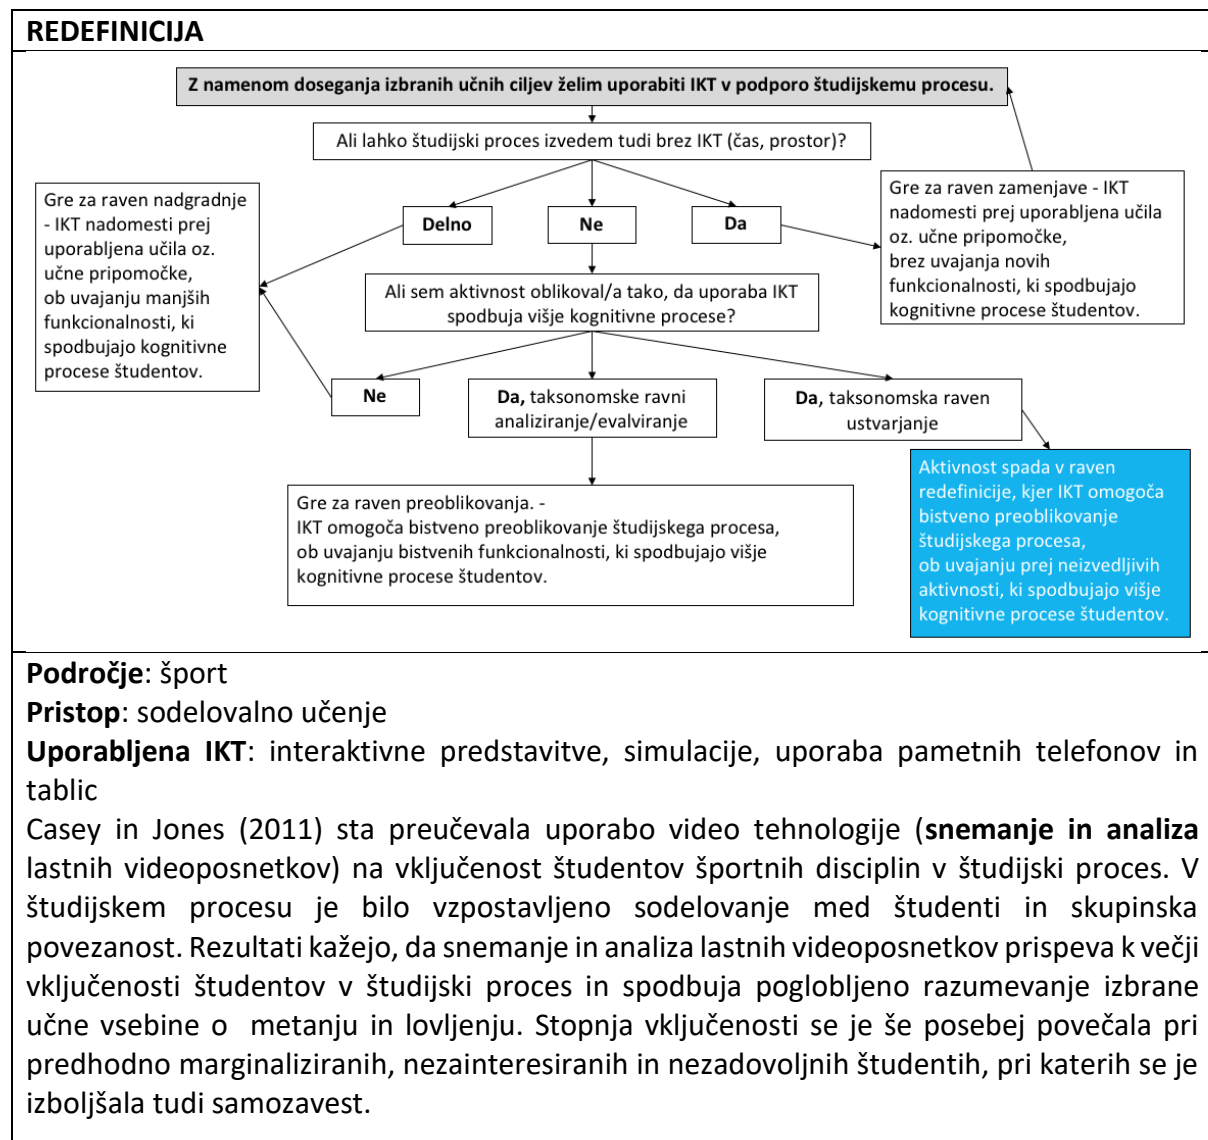 REDEFINICIJA
Z namenom doseganja izbranih učnih ciljev želim uporabiti IKT v podporo študijskemu procesu.
Ali lahko študijski proces izvedem tudi brez IKT (čas, prostor)?
Gre za raven nadgradnje
- IKT nadomesti prej
uporabljena učila oz.
učne pripomočke,
ob uvajanju manjših
funkcionalnosti, ki
spodbujajo kognitivne
procese študentov.
Delno
Ne
Da
Gre za raven zamenjave - IKT
nadomesti prej uporabljena učila
oz. učne pripomočke,
brez uvajanja novih
funkcionalnosti, ki spodbujajo
kognitivne procese študentov.
Ali sem aktivnost oblikoval/a tako, da uporaba IKT
spodbuja višje kognitivne procese?
Ne
Da, taksonomske ravni
analiziranje/evalviranje
Da, taksonomska raven
ustvarjanje
Gre za raven preoblikovanja. -
IKT omogoča bistveno preoblikovanje študijskega procesa,
ob uvajanju bistvenih funkcionalnosti, ki spodbujajo višje
kognitivne procese študentov.
Aktivnost spada v raven
redefinicije, kjer IKT omogoča
bistveno preoblikovanje
študijskega procesa,
ob uvajanju prej neizvedljivih
aktivnosti, ki spodbujajo višje
kognitivne procese študentov.
Področje: šport
Pristop: sodelovalno učenje
Uporabljena IKT: interaktivne predstavitve, simulacije, uporaba pametnih telefonov in
tablic
Casey in Jones (2011) sta preučevala uporabo video tehnologije (snemanje in analiza
lastnih videoposnetkov) na vključenost študentov športnih disciplin v študijski proces. V
študijskem procesu je bilo vzpostavljeno sodelovanje med študenti in skupinska
povezanost. Rezultati kažejo, da snemanje in analiza lastnih videoposnetkov prispeva k večji
vključenosti študentov v študijski proces in spodbuja poglobljeno razumevanje izbrane
učne vsebine o metanju in lovljenju. Stopnja vključenosti se je še posebej povečala pri
predhodno marginaliziranih, nezainteresiranih in nezadovoljnih študentih, pri katerih se je
izboljšala tudi samozavest.